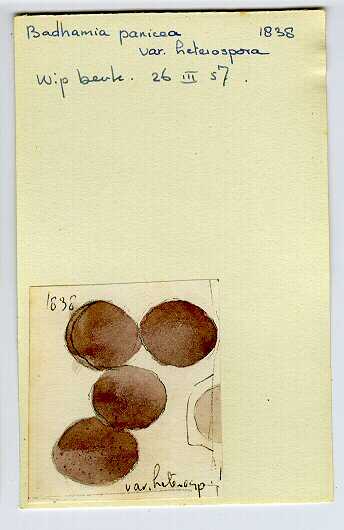 Badhamia panicea 1838
var. heterospora
Wip beuk. 26 III 57.
1838
var. heterosp.